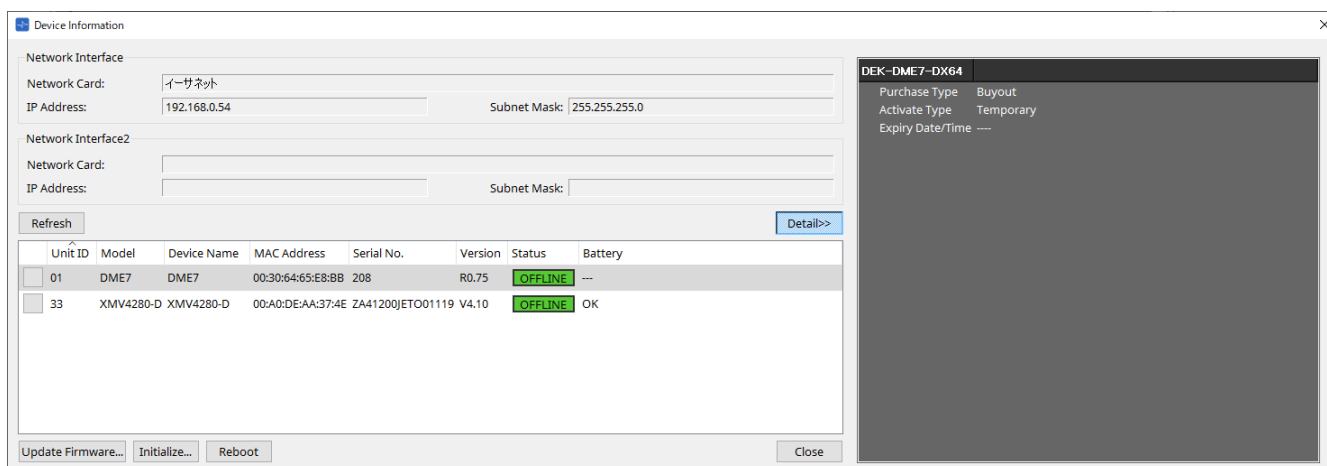 Device Information
Network Interface
Network Card: イーサネット
IP Address: 192.168.0.54 Subnet Mask: 255.255.255.0
Network Interface2
Network Card:
IP Address: Subnet Mask:
Refresh Detail>>
Unit ID Model Device Name MAC Address Serial No. Version Status Battery
01 DME7 DME7 00:30:64:65:E8:BB 208 R0.75 OFFLINE ---
33 XMV4280-D XMV4280-D 00:A0:DE:AA:37:4E ZA41200JETO01119 V4.10 OFFLINE OK
Update Firmware... Initialize... Reboot Close
DEK-DME7-DX64
Purchase Type Buyout
Activate Type Temporary
Expiry Date/Time ----